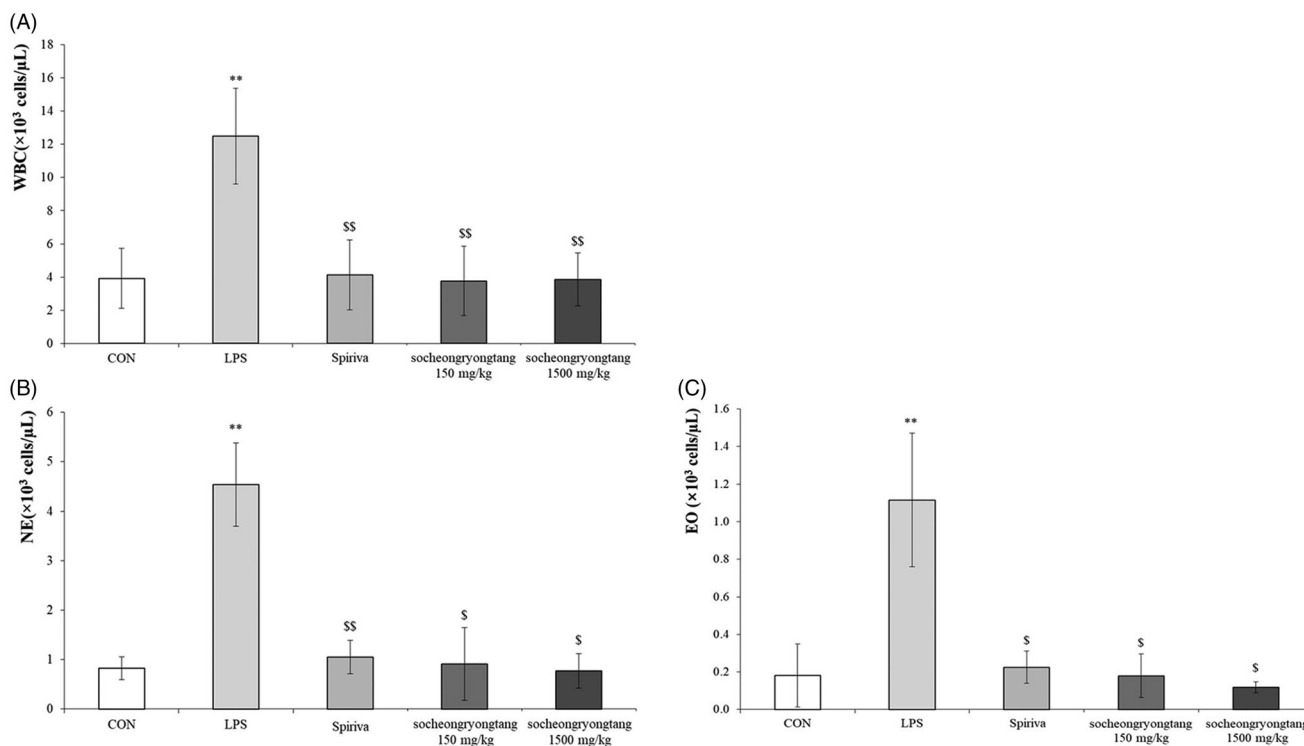 (A)
WBC(×10³ cells/µL)
18
16
14
12
10
8
6
4
2
0
**
$$
$$
$$
CON
LPS
Spiriva
socheongryongtang
150 mg/kg
socheongryongtang
1500 mg/kg
(B)
NE(×10³ cells/µL)
6
5
4
3
2
1
0
**
$$
$
$
CON
LPS
Spiriva
socheongryongtang
150 mg/kg
socheongryongtang
1500 mg/kg
(C)
EO (×10³ cells/µL)
1.6
1.4
1.2
1.0
0.8
0.6
0.4
0.2
0.0
**
$
$
$
CON
LPS
Spiriva
socheongryongtang
150 mg/kg
socheongryongtang
1500 mg/kg